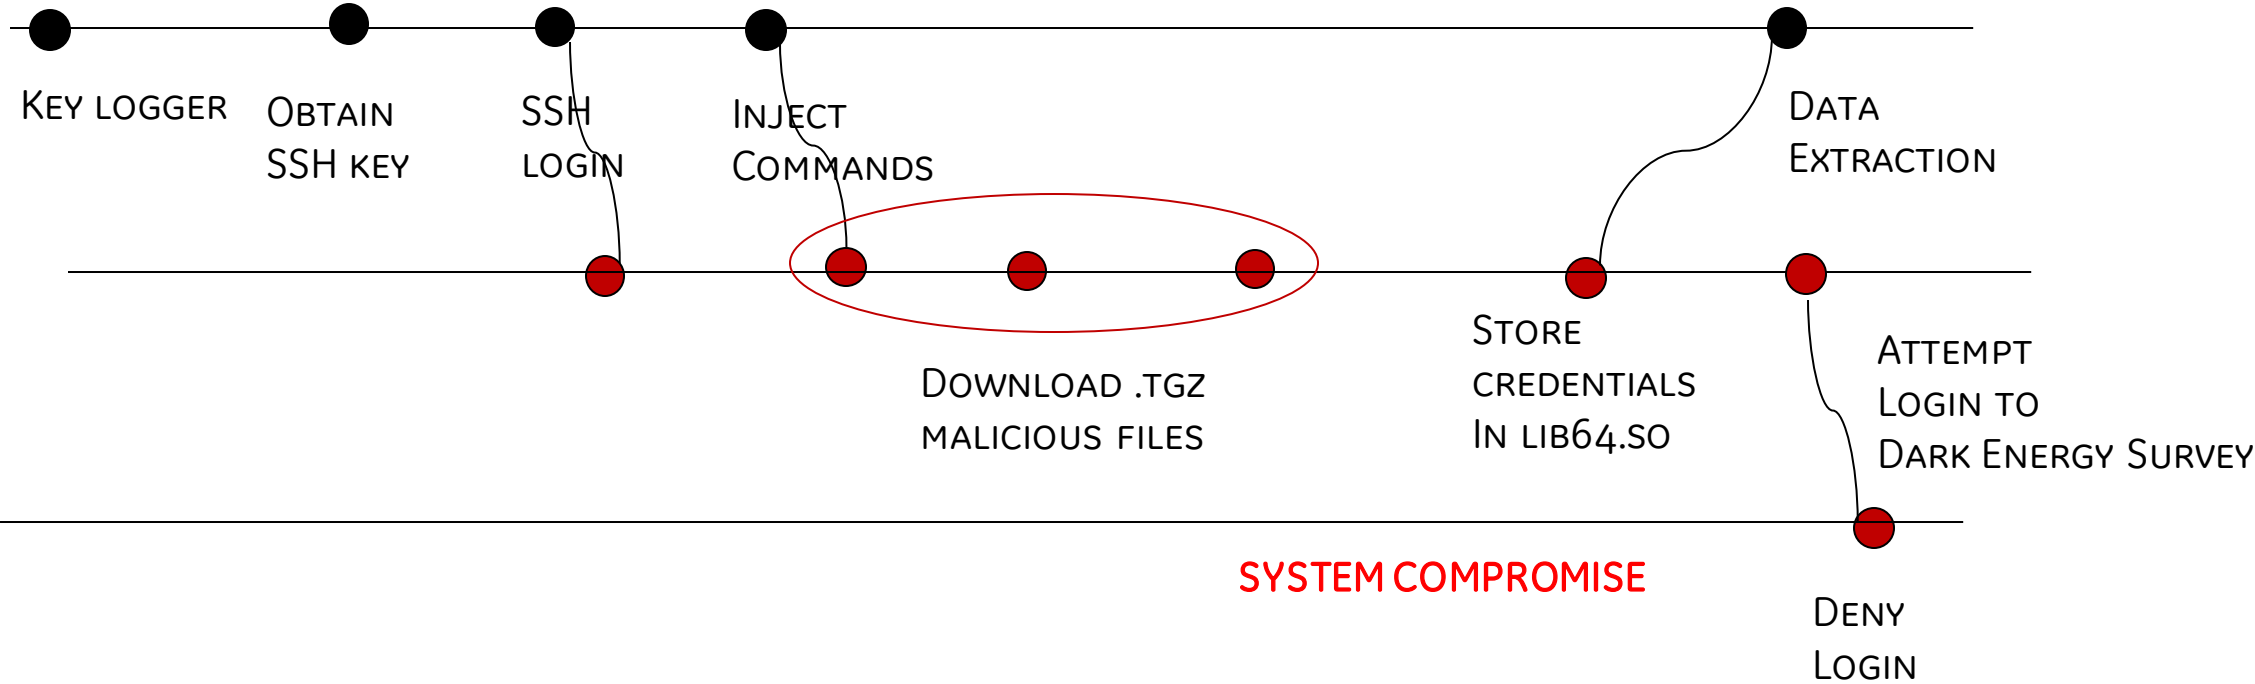 Key logger
Obtain
SSH key
SSH
login
Inject
Commands
Data
Extraction
Download .tgz
malicious files
Store
credentials
In lib64.so
Attempt
Login to
Dark Energy Survey
SYSTEM COMPROMISE
Deny
Login